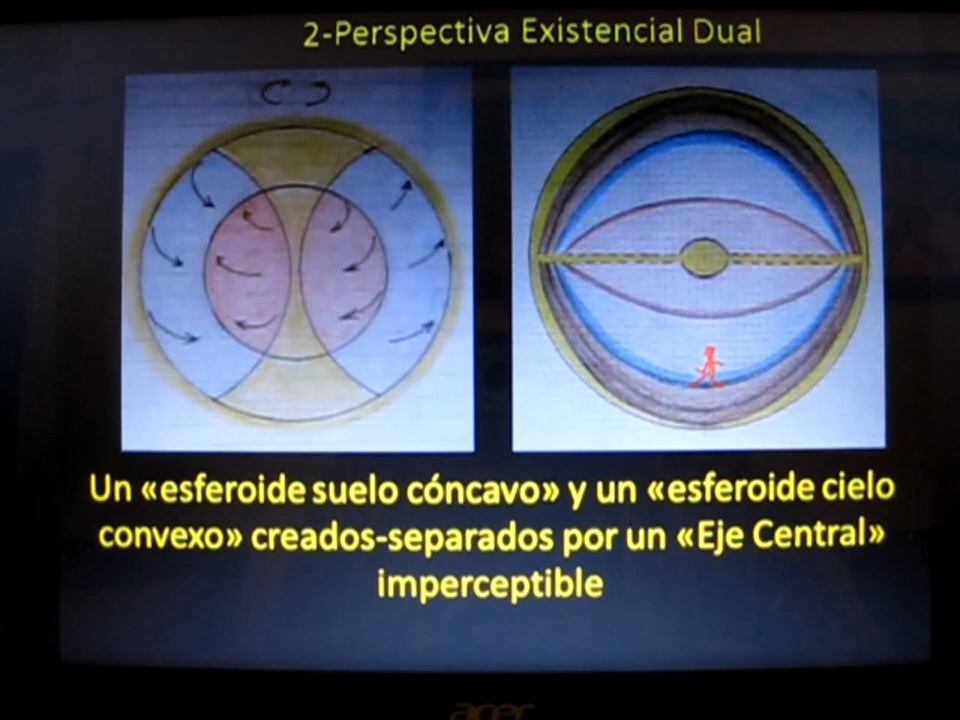 2-Perspectiva Existencial Dual
Un «esferoide suelo cóncavo» y un «esferoide cielo
convexo» creados-separados por un «Eje Central»
imperceptible
acer